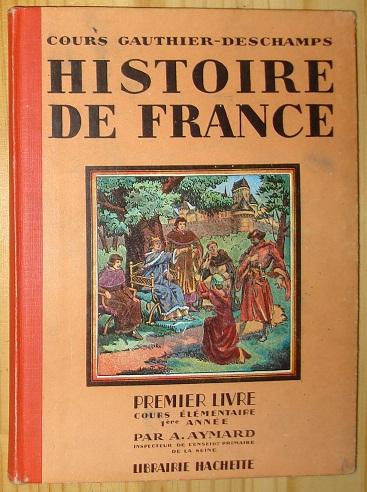 COURS GAUTHIER-DESCHAMPS
HISTOIRE
DE FRANCE
PREMIER LIVRE
COURS ÉLÉMENTAIRE
1ère ANNÉE
PAR A. AYMARD
INSPECTEUR DE L'ENSEIGT PRIMAIRE
DE LA SEINE
LIBRAIRIE HACHETTE